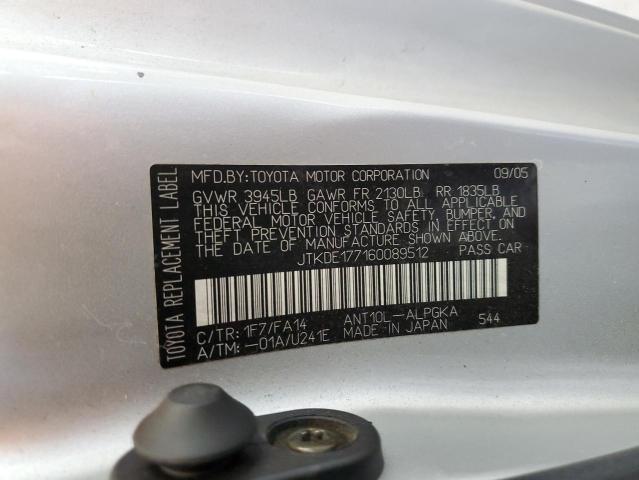 TOYOTA REPLACEMENT LABEL
MFD.BY:TOYOTA MOTOR CORPORATION 09/05
GVWR 3945LB GAWR FR 2130LB RR 1835LB
THIS VEHICLE CONFORMS TO ALL APPLICABLE
FEDERAL MOTOR VEHICLE SAFETY, BUMPER, AND
THEFT PREVENTION STANDARDS IN EFFECT ON
THE DATE OF MANUFACTURE SHOWN ABOVE.
JTKDE177160089512 PASS CAR
C/TR: 1F7/FA14 ANT10L-ALPGKA
A/TM: -01A/U241E MADE IN JAPAN 544